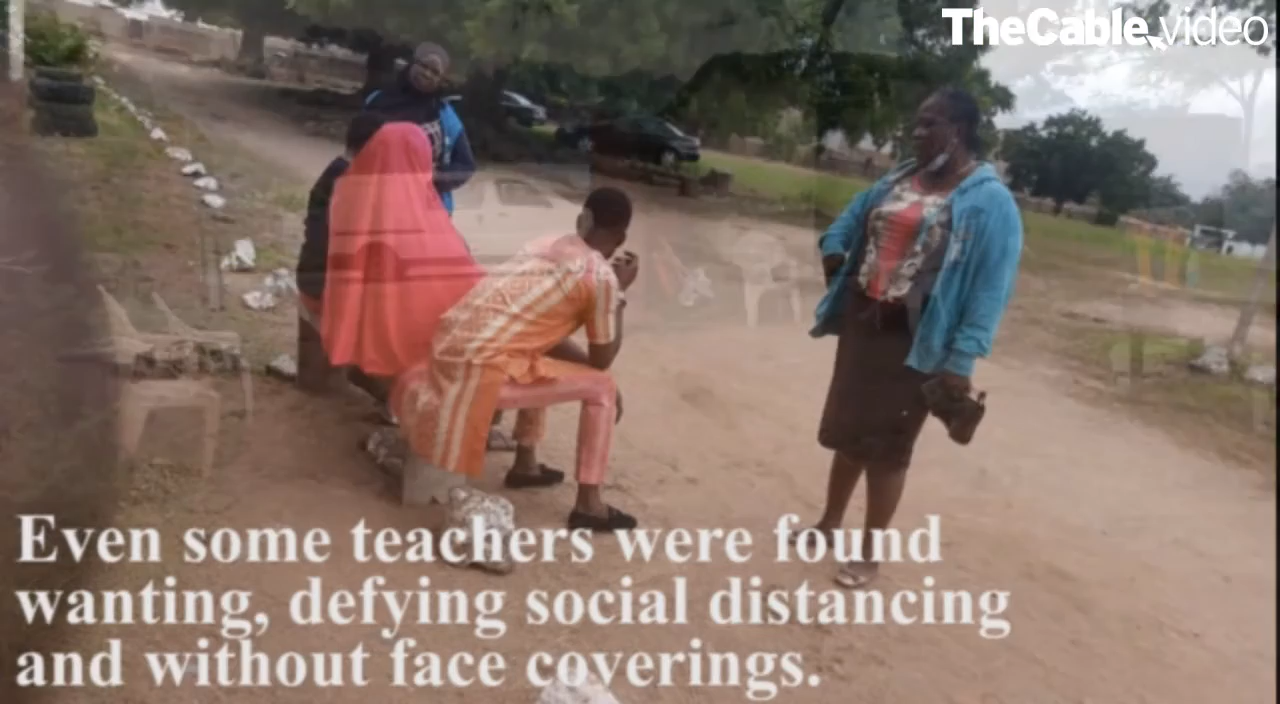 TheCable video
Even some teachers were found
wanting, defying social distancing
and without face coverings.